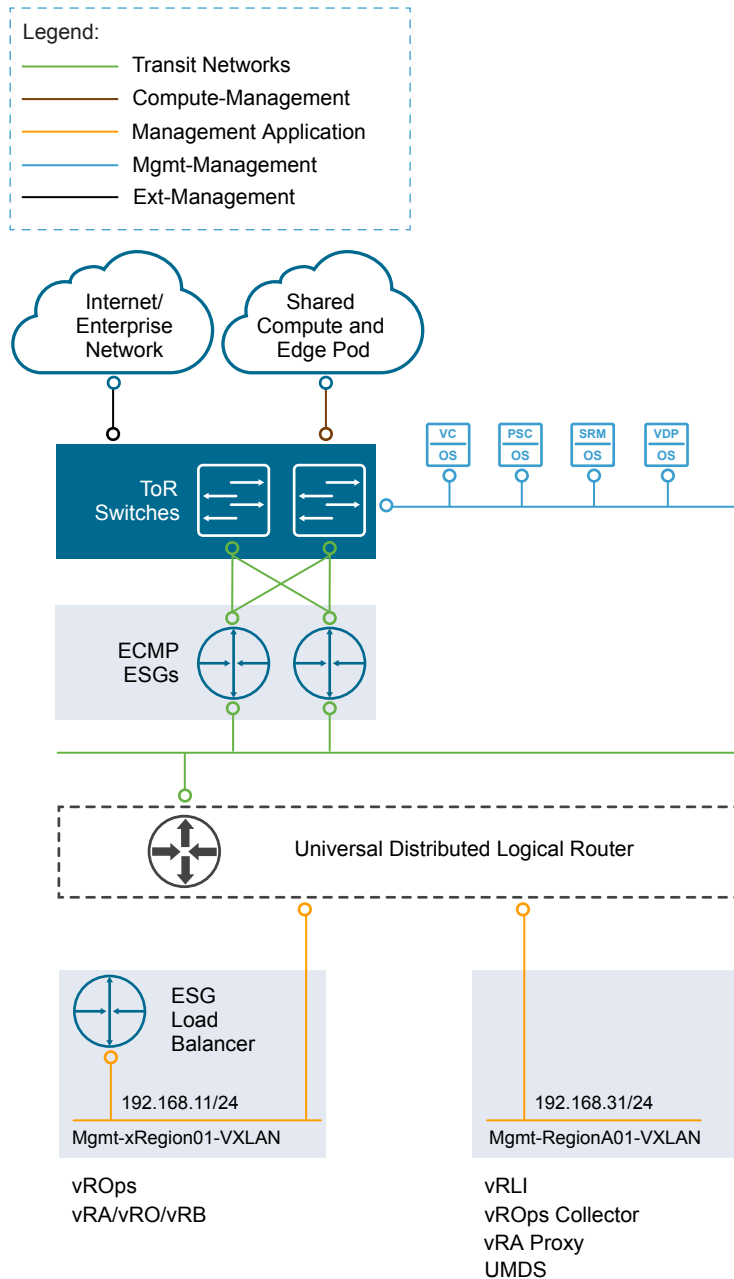 Legend:
Transit Networks
Compute-Management
Management Application
Mgmt-Management
Ext-Management
Internet/
Enterprise
Network
Shared
Compute and
Edge Pod
VC
OS
PSC
OS
SRM
OS
VDP
OS
ToR
Switches
ECMP
ESGs
Universal Distributed Logical Router
ESG
Load
Balancer
192.168.11/24
Mgmt-xRegion01-VXLAN
192.168.31/24
Mgmt-RegionA01-VXLAN
vROps
vRA/vRO/vRB
vRLI
vROps Collector
vRA Proxy
UMDS